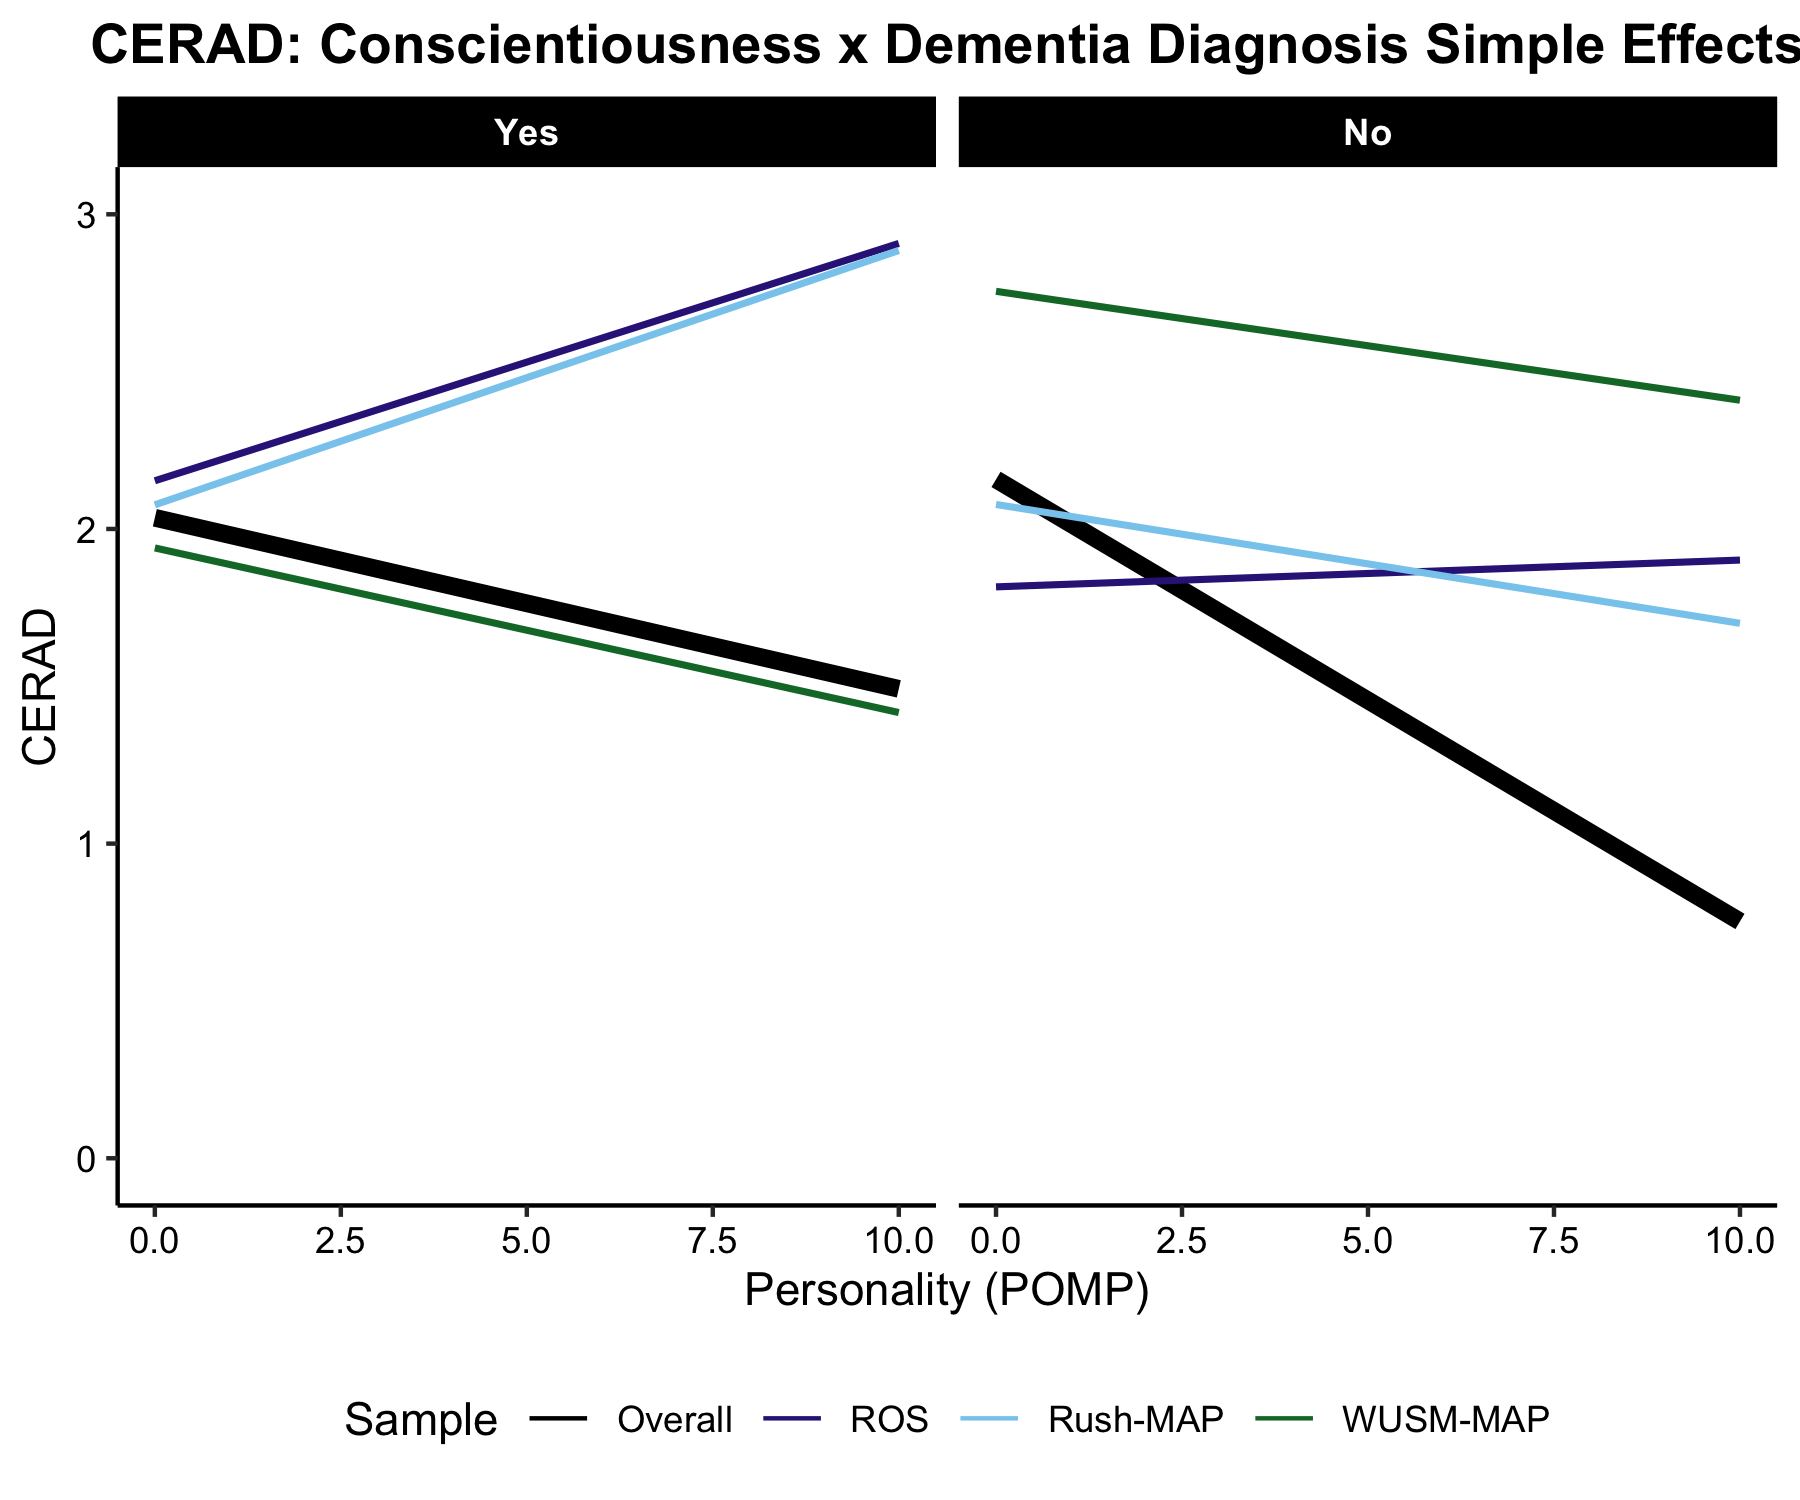 CERAD: Conscientiousness x Dementia Diagnosis Simple Effects
Yes
No
3
2
1
0
CERAD
0.0 2.5 5.0 7.5 10.0 0.0 2.5 5.0 7.5 10.0
Personality (POMP)
Sample Overall ROS Rush-MAP WUSM-MAP